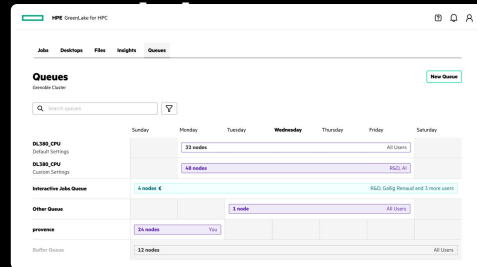 HPE GreenLake for HPC
Jobs Desktops Files Insights Queues
Queues
Grenoble Cluster
New Queue
Search queues
Sunday Monday Tuesday Wednesday Thursday Friday Saturday
DL380_CPU
Default Settings
32 nodes All Users
DL380_CPU
Custom Settings
48 nodes R&D, AI
Interactive Jobs Queue 4 nodes € R&D, Gallig Renaud and 3 more users
Other Queue 1 node All Users
provence 24 nodes You
Buffer Queue 12 nodes All Users